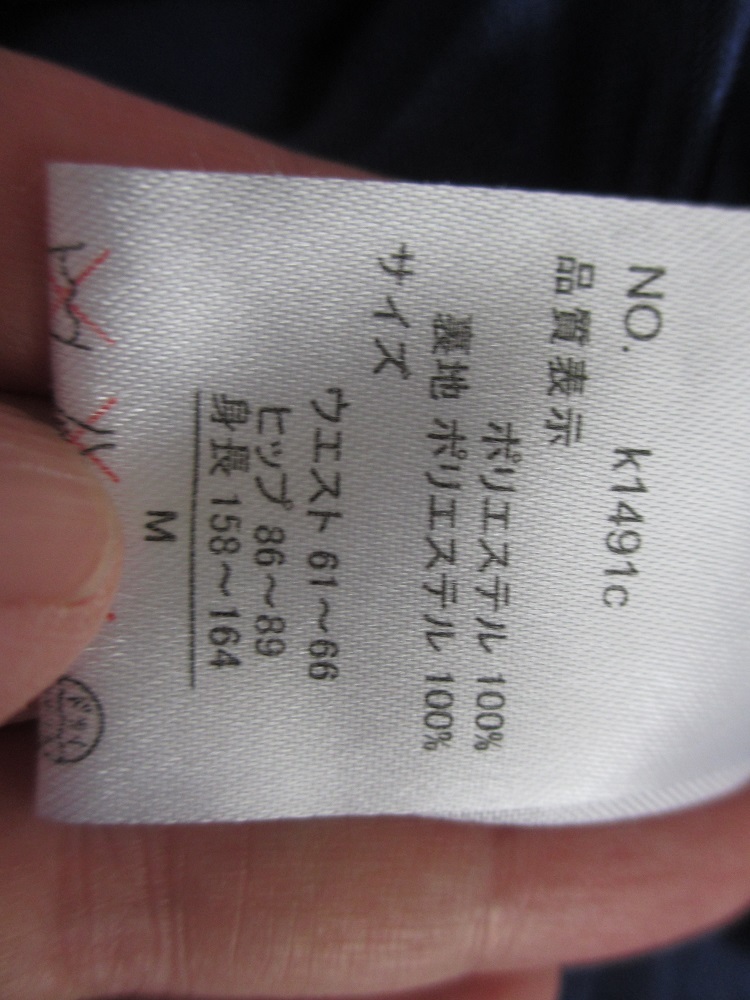 NO. k1491c
品質表示
ポリエステル 100%
裏地 ポリエステル 100%
サイズ
ウエスト 61～66
ヒップ 86～89
身長 158～164
M